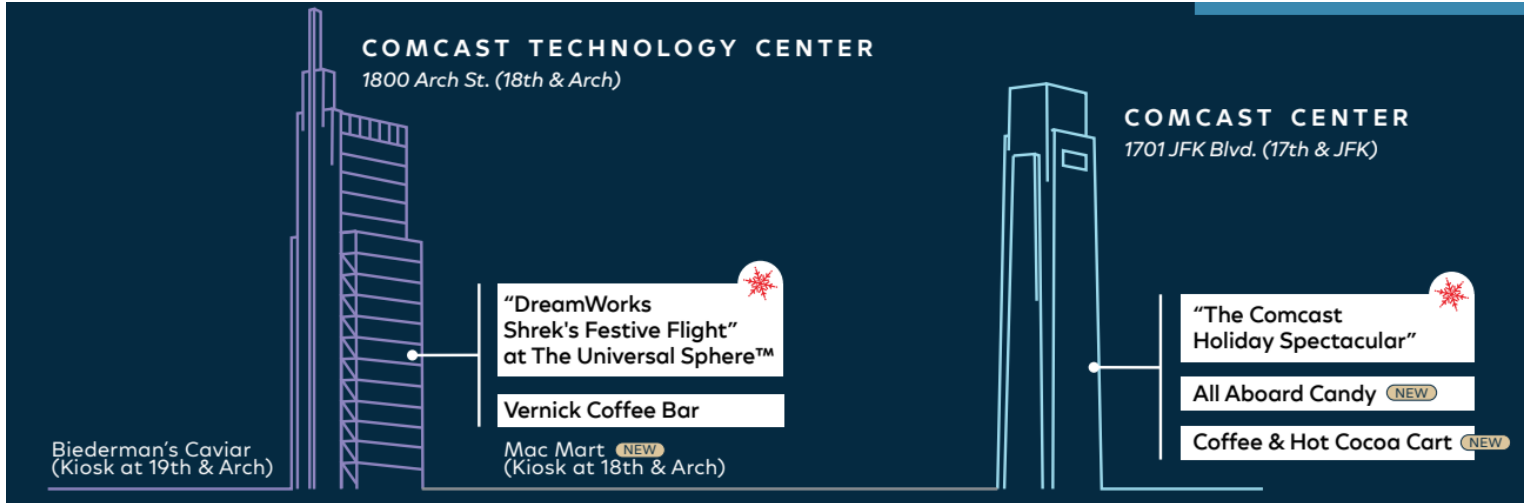 COMCAST TECHNOLOGY CENTER
1800 Arch St. (18th & Arch)
COMCAST CENTER
1701 JFK Blvd. (17th & JFK)
“DreamWorks
Shrek's Festive Flight”
at The Universal Sphere™
Vernick Coffee Bar
Mac Mart NEW
(Kiosk at 18th & Arch)
Biederman’s Caviar
(Kiosk at 19th & Arch)
“The Comcast
Holiday Spectacular”
All Aboard Candy NEW
Coffee & Hot Cocoa Cart NEW